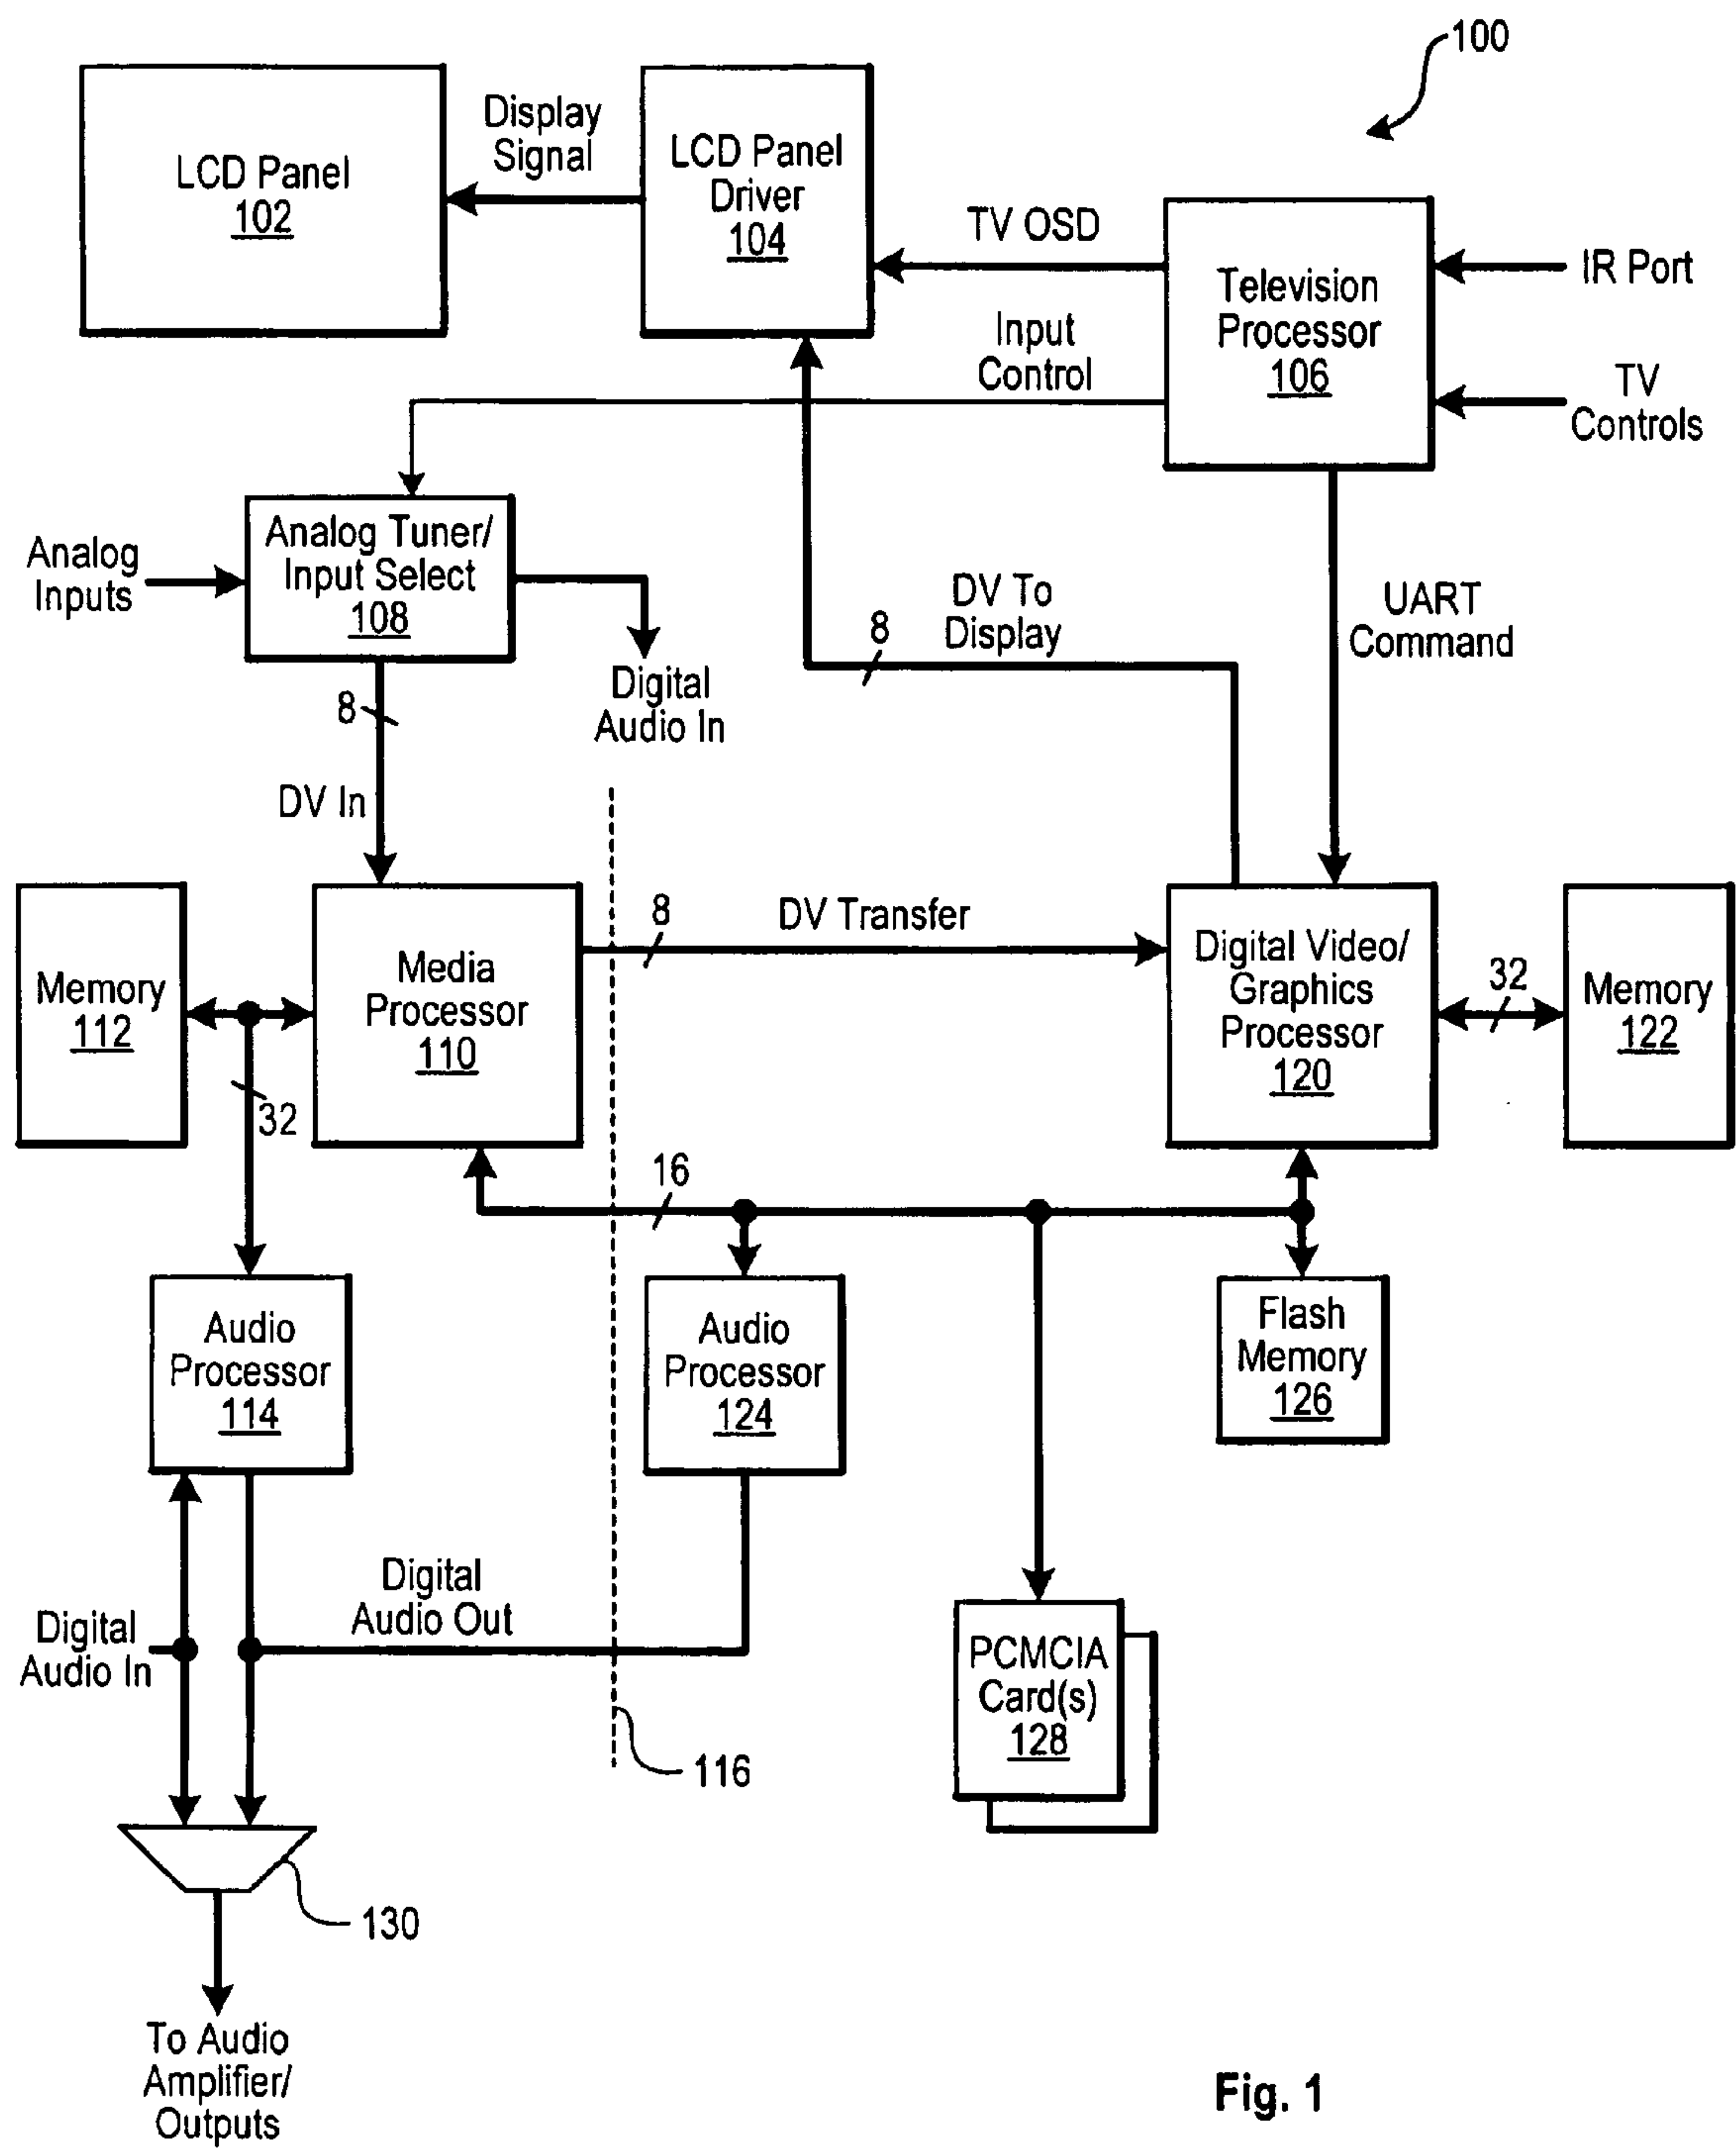 100
LCD Panel
102
Display
Signal
LCD Panel
Driver
104
TV OSD
Television
Processor
106
IR Port
TV
Controls
Input
Control
Analog
Inputs
Analog Tuner/
Input Select
108
Digital
Audio In
8
DV In
8
DV To
Display
UART
Command
Memory
112
32
Media
Processor
110
8
DV Transfer
Digital Video/
Graphics
Processor
120
32
Memory
122
16
Audio
Processor
114
Audio
Processor
124
Flash
Memory
126
Digital
Audio In
Digital
Audio Out
PCMCIA
Card(s)
128
116
130
To Audio
Amplifier/
Outputs
Fig. 1